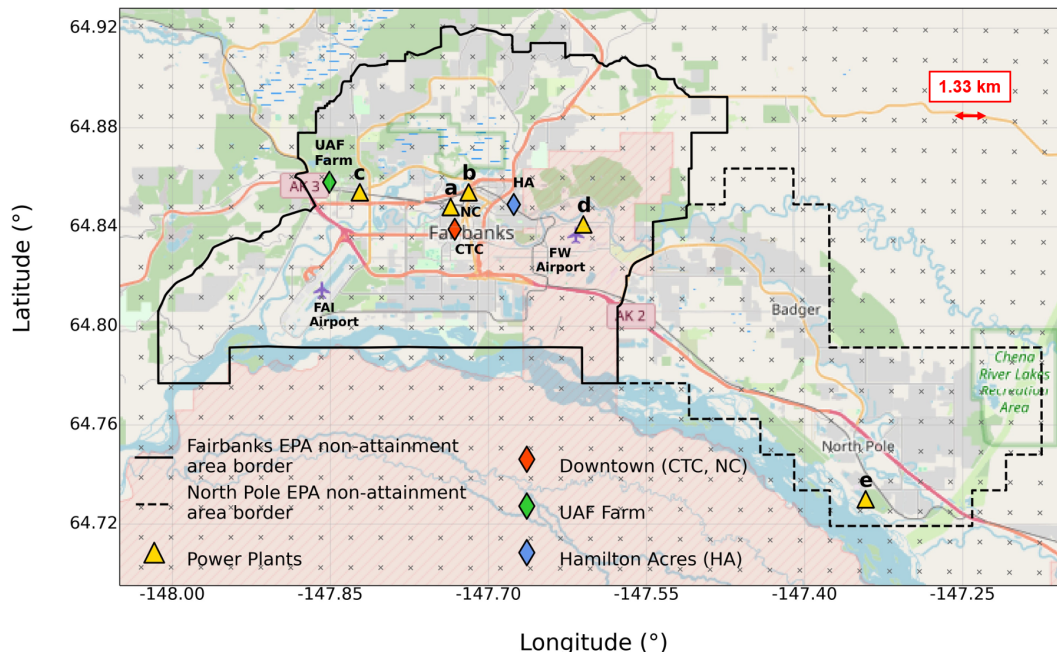 64.92
64.88
64.84
64.80
64.76
64.72
Latitude (°)
1.33 km
UAF
Farm
c
AK 3
a
b
NC
HA
Fairbanks
CTC
d
FW
Airport
FAI
Airport
AK 2
Badger
Chena
River Lakes
Recreation
Area
North Pole
e
Fairbanks EPA non-attainment
area border
North Pole EPA non-attainment
area border
Power Plants
Downtown (CTC, NC)
UAF Farm
Hamilton Acres (HA)
-148.00
-147.85
-147.70
-147.55
-147.40
-147.25
Longitude (°)